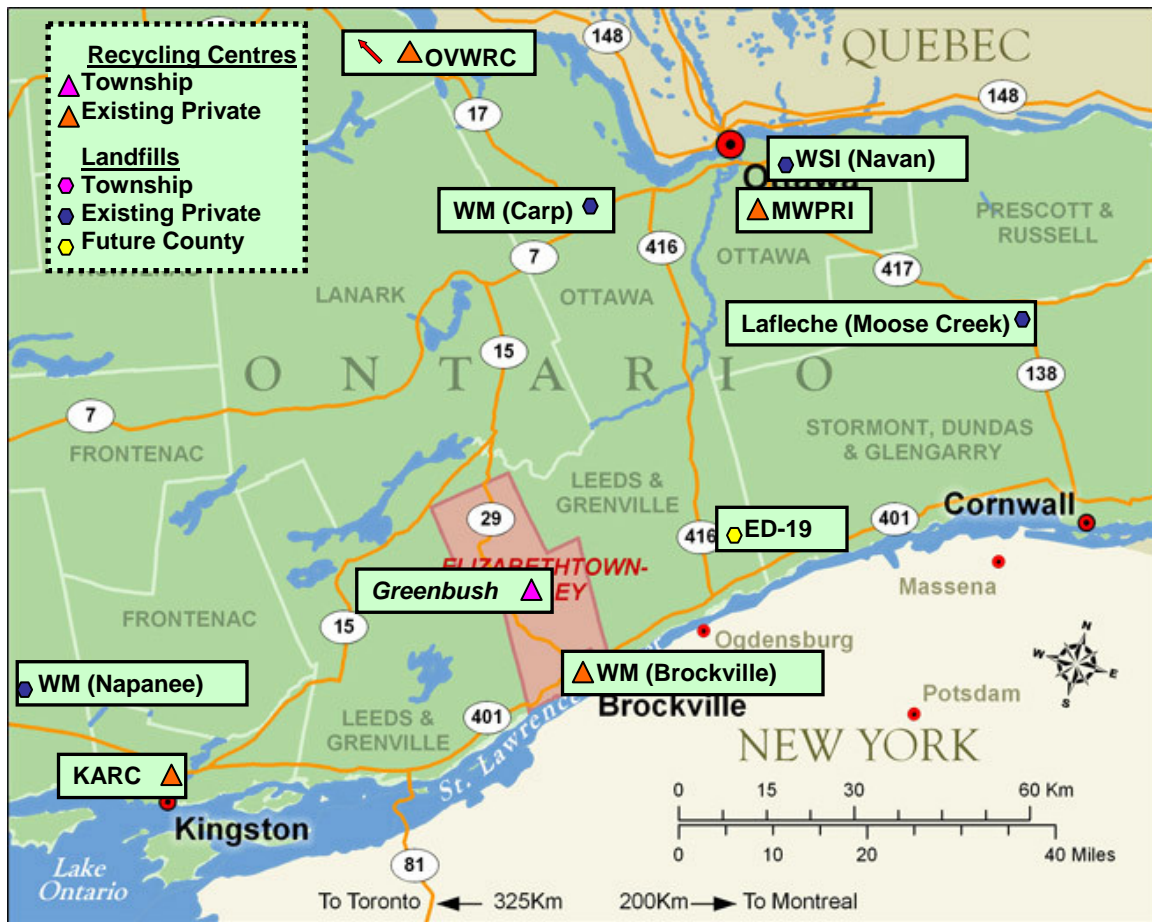 Recycling Centres
Township
Existing Private
Landfills
Township
Existing Private
Future County
OVWRC
148
QUEBEC
148
17
WSI (Navan)
WM (Carp)
MWPRI
PRESCOTT &
RUSSELL
416
7
OTTAWA
417
LANARK
OTTAWA
Lafleche (Moose Creek)
15
ONTARIO
138
7
FRONTENAC
STORMONT, DUNDAS
& GLENGARRY
LEEDS &
GRENVILLE
Cornwall
29
401
416
ED-19
Greenbush
Massena
FRONTENAC
15
Ogdensburg
N
W
E
S
WM (Napanee)
WM (Brockville)
Potsdam
Brockville
LEEDS &
GRENVILLE
401
NEW YORK
St. Lawrence
KARC
0 15 30 60 Km
Kingston
0 10 20 40 Miles
81
Lake
Ontario
To Toronto 325Km 200Km To Montreal